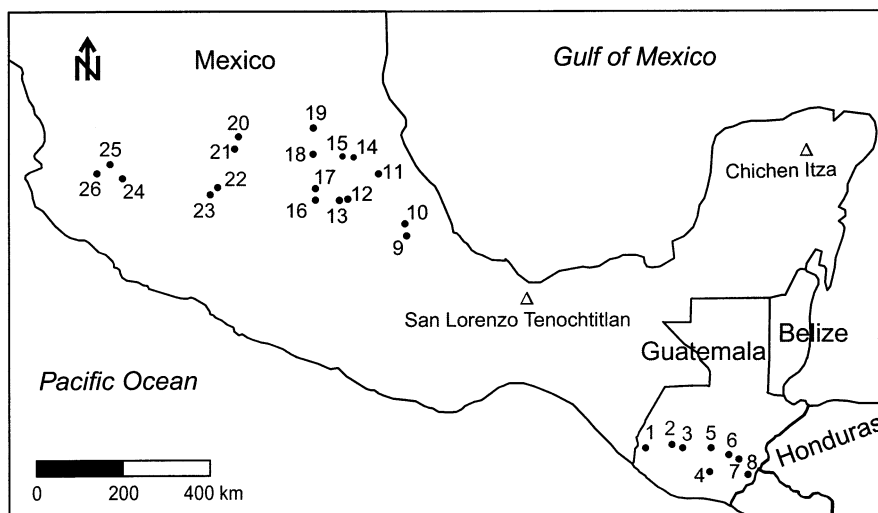 N
Mexico
Gulf of Mexico
19
20
18
15
14
21
Chichen Itza
25
11
26
24
22
17
23
16
13
12
10
9
San Lorenzo Tenochtitlan
Belize
Guatemala
Pacific Ocean
1
2
3
5
6
Honduras
4
7
8
0
200
400 km